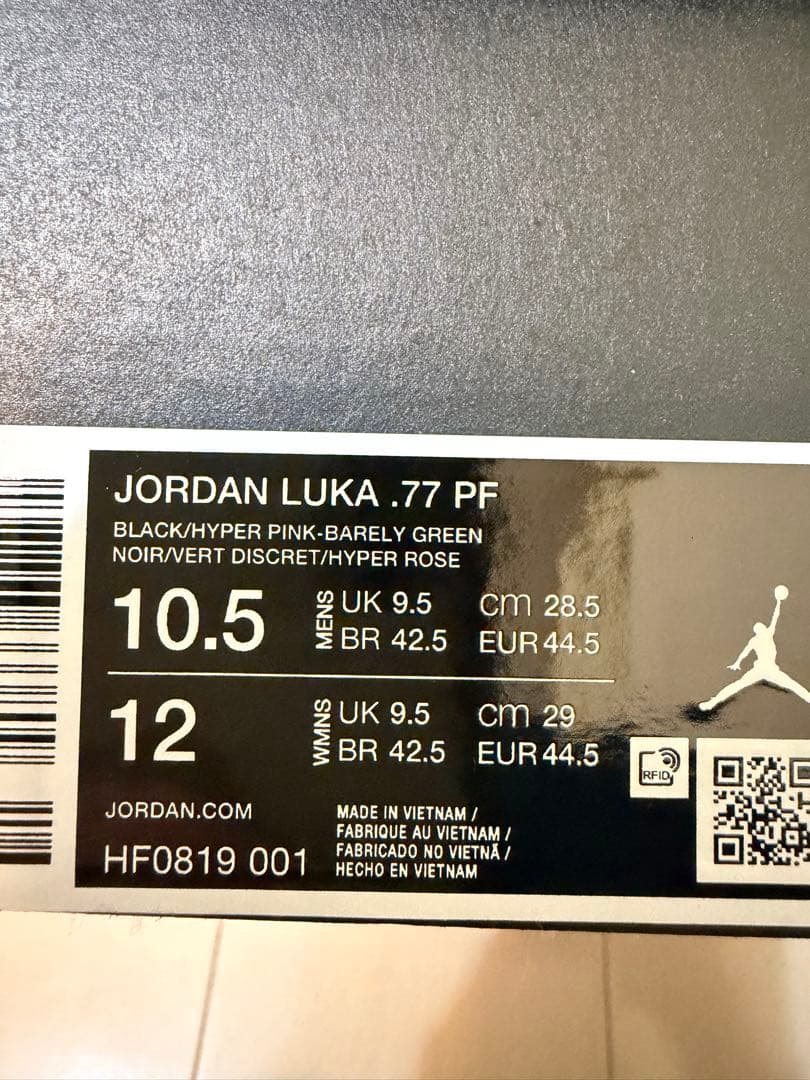 JORDAN LUKA .77 PF
BLACK/HYPER PINK-BARELY GREEN
NOIR/VERT DISCRET/HYPER ROSE
10.5 MENS UK 9.5 cm 28.5
BR 42.5 EUR 44.5
12 WMNS UK 9.5 cm 29
BR 42.5 EUR 44.5
RFID
JORDAN.COM
HF0819 001
MADE IN VIETNAM /
FABRIQUE AU VIETNAM /
FABRICADO NO VIETNÃ /
HECHO EN VIETNAM